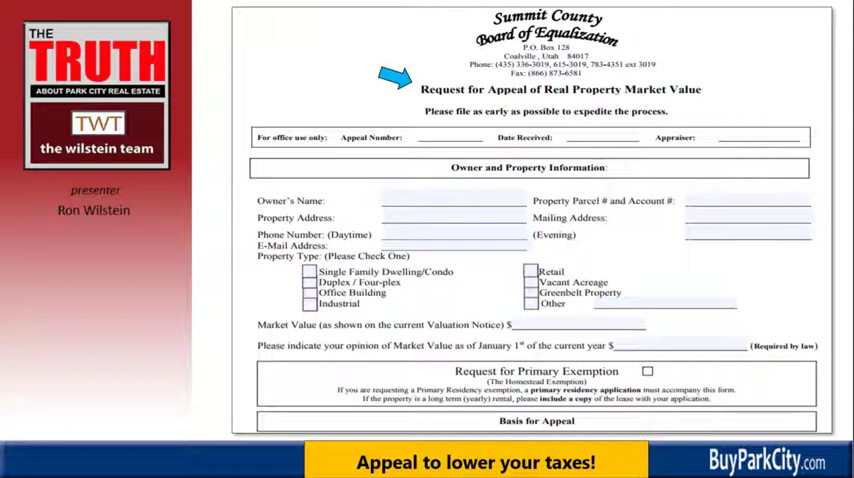 THE
TRUTH
ABOUT PARK CITY REAL ESTATE
TWT
the wilstein team
presenter
Ron Wilstein
Summit County
Board of Equalization
P.O. Box 128
Coalville , Utah 84017
Phone: (435) 336-3019, 615-3019, 783-4351 ext 3019
Fax: (866) 873-6581
Request for Appeal of Real Property Market Value
Please file as early as possible to expedite the process.
For office use only: Appeal Number: Date Received: Appraiser:
Owner and Property Information:
Owner's Name: Property Parcel # and Account #:
Property Address: Mailing Address:
Phone Number: (Daytime) (Evening)
E-Mail Address:
Property Type: (Please Check One)
Single Family Dwelling/Condo Retail
Duplex / Four-plex Vacant Acreage
Office Building Greenbelt Property
Industrial Other
Market Value (as shown on the current Valuation Notice) $
Please indicate your opinion of Market Value as of January 1st of the current year $ (Required by law)
Request for Primary Exemption
(The Homestead Exemption)
If you are requesting a Primary Residency exemption, a primary residency application must accompany this form.
If the property is a long term (yearly) rental, please include a copy of the lease with your application.
Basis for Appeal
Appeal to lower your taxes!
BuyParkCity.com